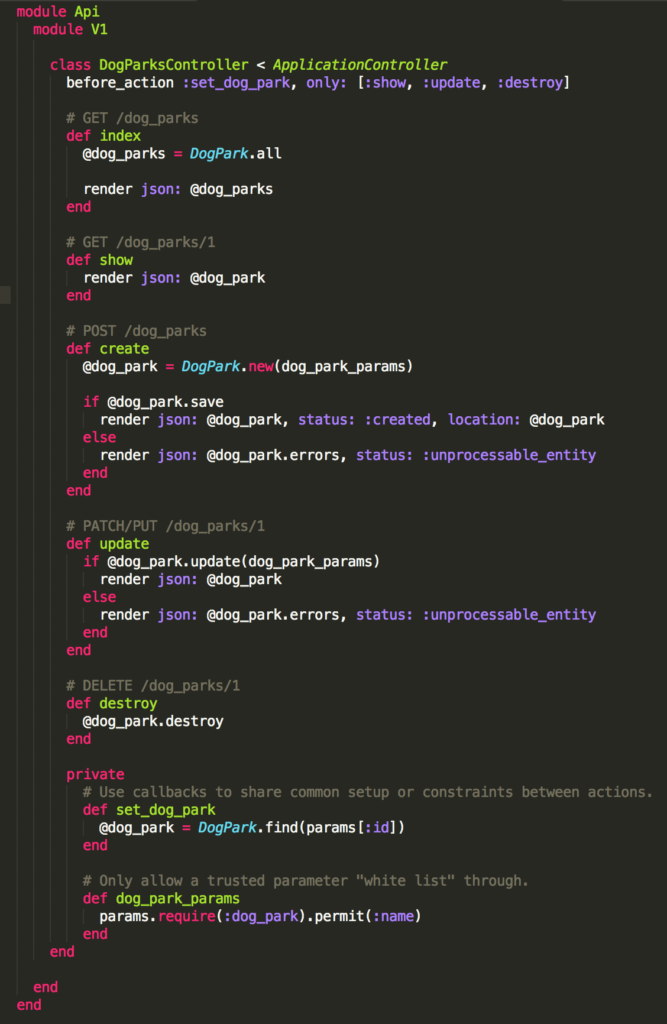 module Api
module V1
class DogParksController < ApplicationController
before_action :set_dog_park, only: [:show, :update, :destroy]
# GET /dog_parks
def index
@dog_parks = DogPark.all
render json: @dog_parks
end
# GET /dog_parks/1
def show
render json: @dog_park
end
# POST /dog_parks
def create
@dog_park = DogPark.new(dog_park_params)
if @dog_park.save
render json: @dog_park, status: :created, location: @dog_park
else
render json: @dog_park.errors, status: :unprocessable_entity
end
end
# PATCH/PUT /dog_parks/1
def update
if @dog_park.update(dog_park_params)
render json: @dog_park
else
render json: @dog_park.errors, status: :unprocessable_entity
end
end
# DELETE /dog_parks/1
def destroy
@dog_park.destroy
end
private
# Use callbacks to share common setup or constraints between actions.
def set_dog_park
@dog_park = DogPark.find(params[:id])
end
# Only allow a trusted parameter "white list" through.
def dog_park_params
params.require(:dog_park).permit(:name)
end
end
end
end